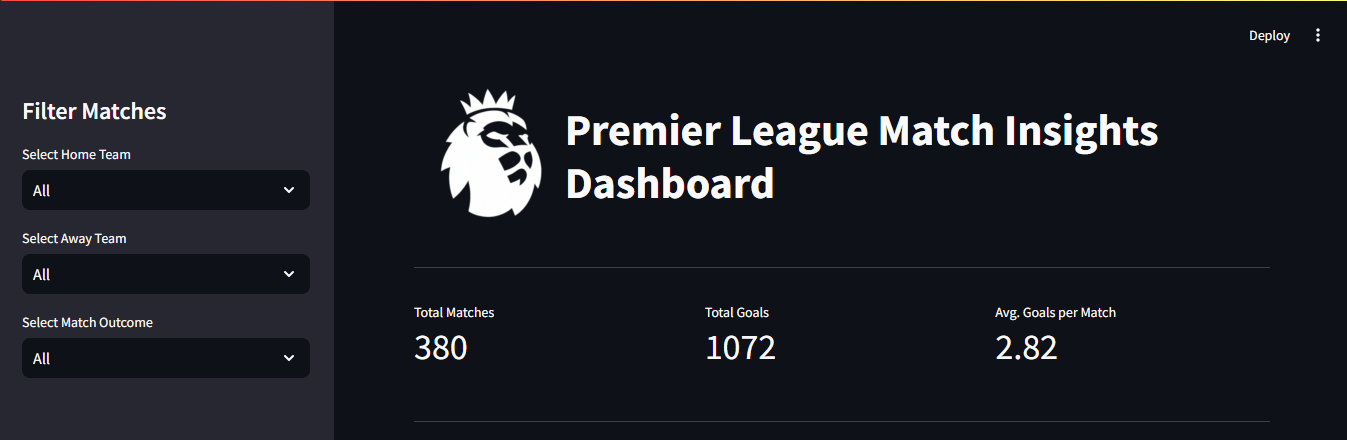 Deploy
Filter Matches
Select Home Team
All
Select Away Team
All
Select Match Outcome
All
Premier League Match Insights
Dashboard
Total Matches
380
Total Goals
1072
Avg. Goals per Match
2.82